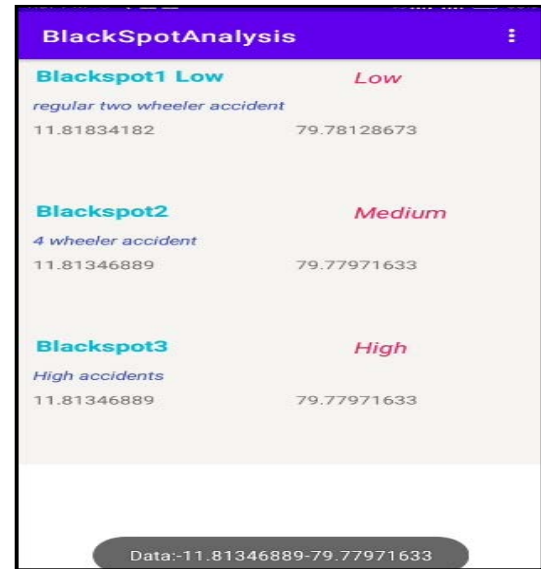 BlackSpotAnalysis
Blackspot1 Low Low
regular two wheeler accident
11.81834182 79.78128673
Blackspot2 Medium
4 wheeler accident
11.81346889 79.77971633
Blackspot3 High
High accidents
11.81346889 79.77971633
Data:-11.81346889-79.77971633